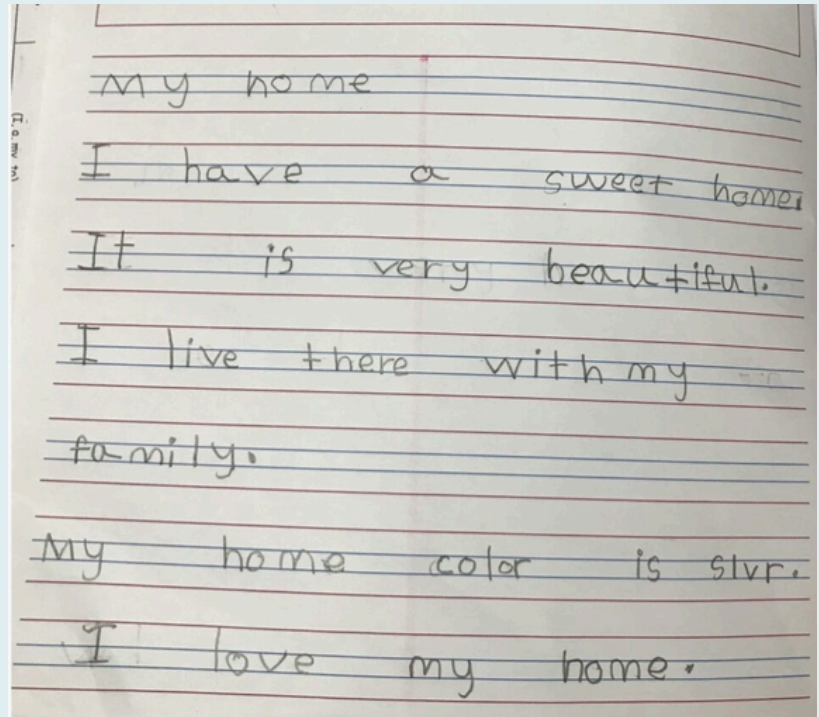 My home
I have a sweet home.
It is very beautiful.
I live there with my
family.
My home color is slvr.
I love my home.